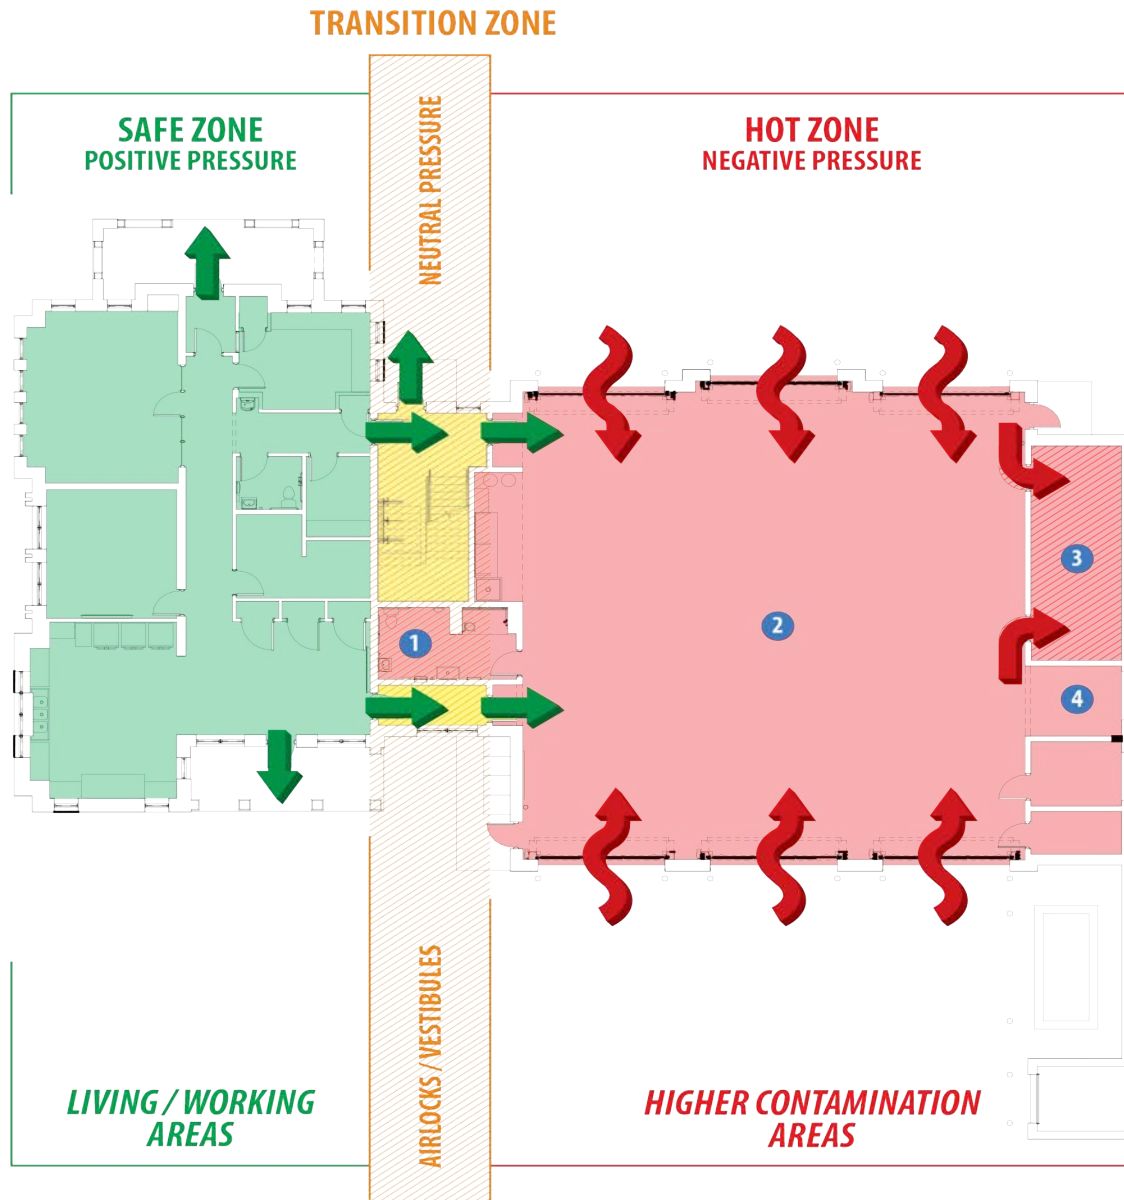 TRANSITION ZONE
SAFE ZONE
POSITIVE PRESSURE
NEUTRAL PRESSURE
HOT ZONE
NEGATIVE PRESSURE
1
2
3
4
LIVING / WORKING
AREAS
AIRLOCKS / VESTIBULES
HIGHER CONTAMINATION
AREAS